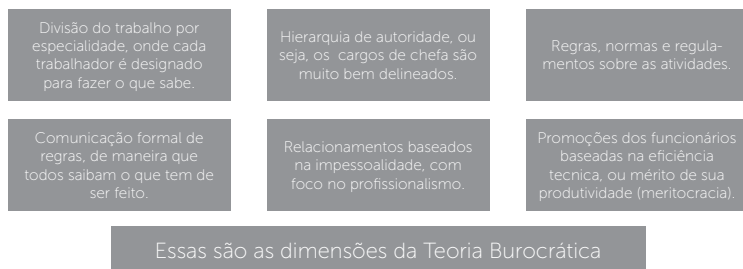 Divisão do trabalho por
especialidade, onde cada
trabalhador é designado
para fazer o que sabe.
Hierarquia de autoridade, ou
seja, os cargos de chefa são
muito bem delineados.
Regras, normas e regula-
mentos sobre as atividades.
Comunicação formal de
regras, de maneira que
todos saibam o que tem de
ser feito.
Relacionamentos baseados
na impessoalidade, com
foco no profissionalismo.
Promoções dos funcionários
baseadas na eficiência
tecnica, ou mérito de sua
produtividade (meritocracia).
Essas são as dimensões da Teoria Burocrática